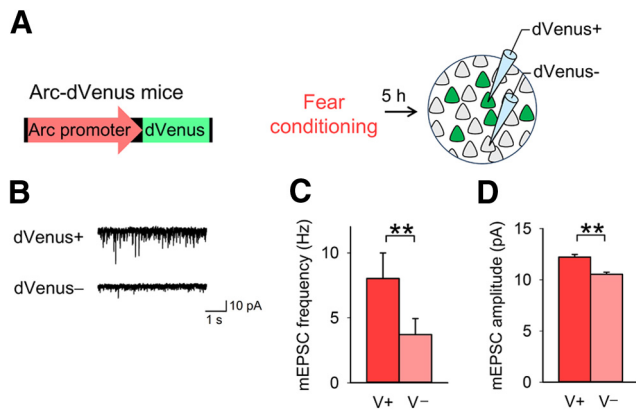 A
Arc-dVenus mice
Arc promoter dVenus
Fear
conditioning
5 h
dVenus+
dVenus-
B
dVenus+
dVenus–
10 pA
1 s
C
mEPSC frequency (Hz)
10
5
0
**
V+ V–
D
mEPSC amplitude (pA)
15
10
5
0
**
V+ V–